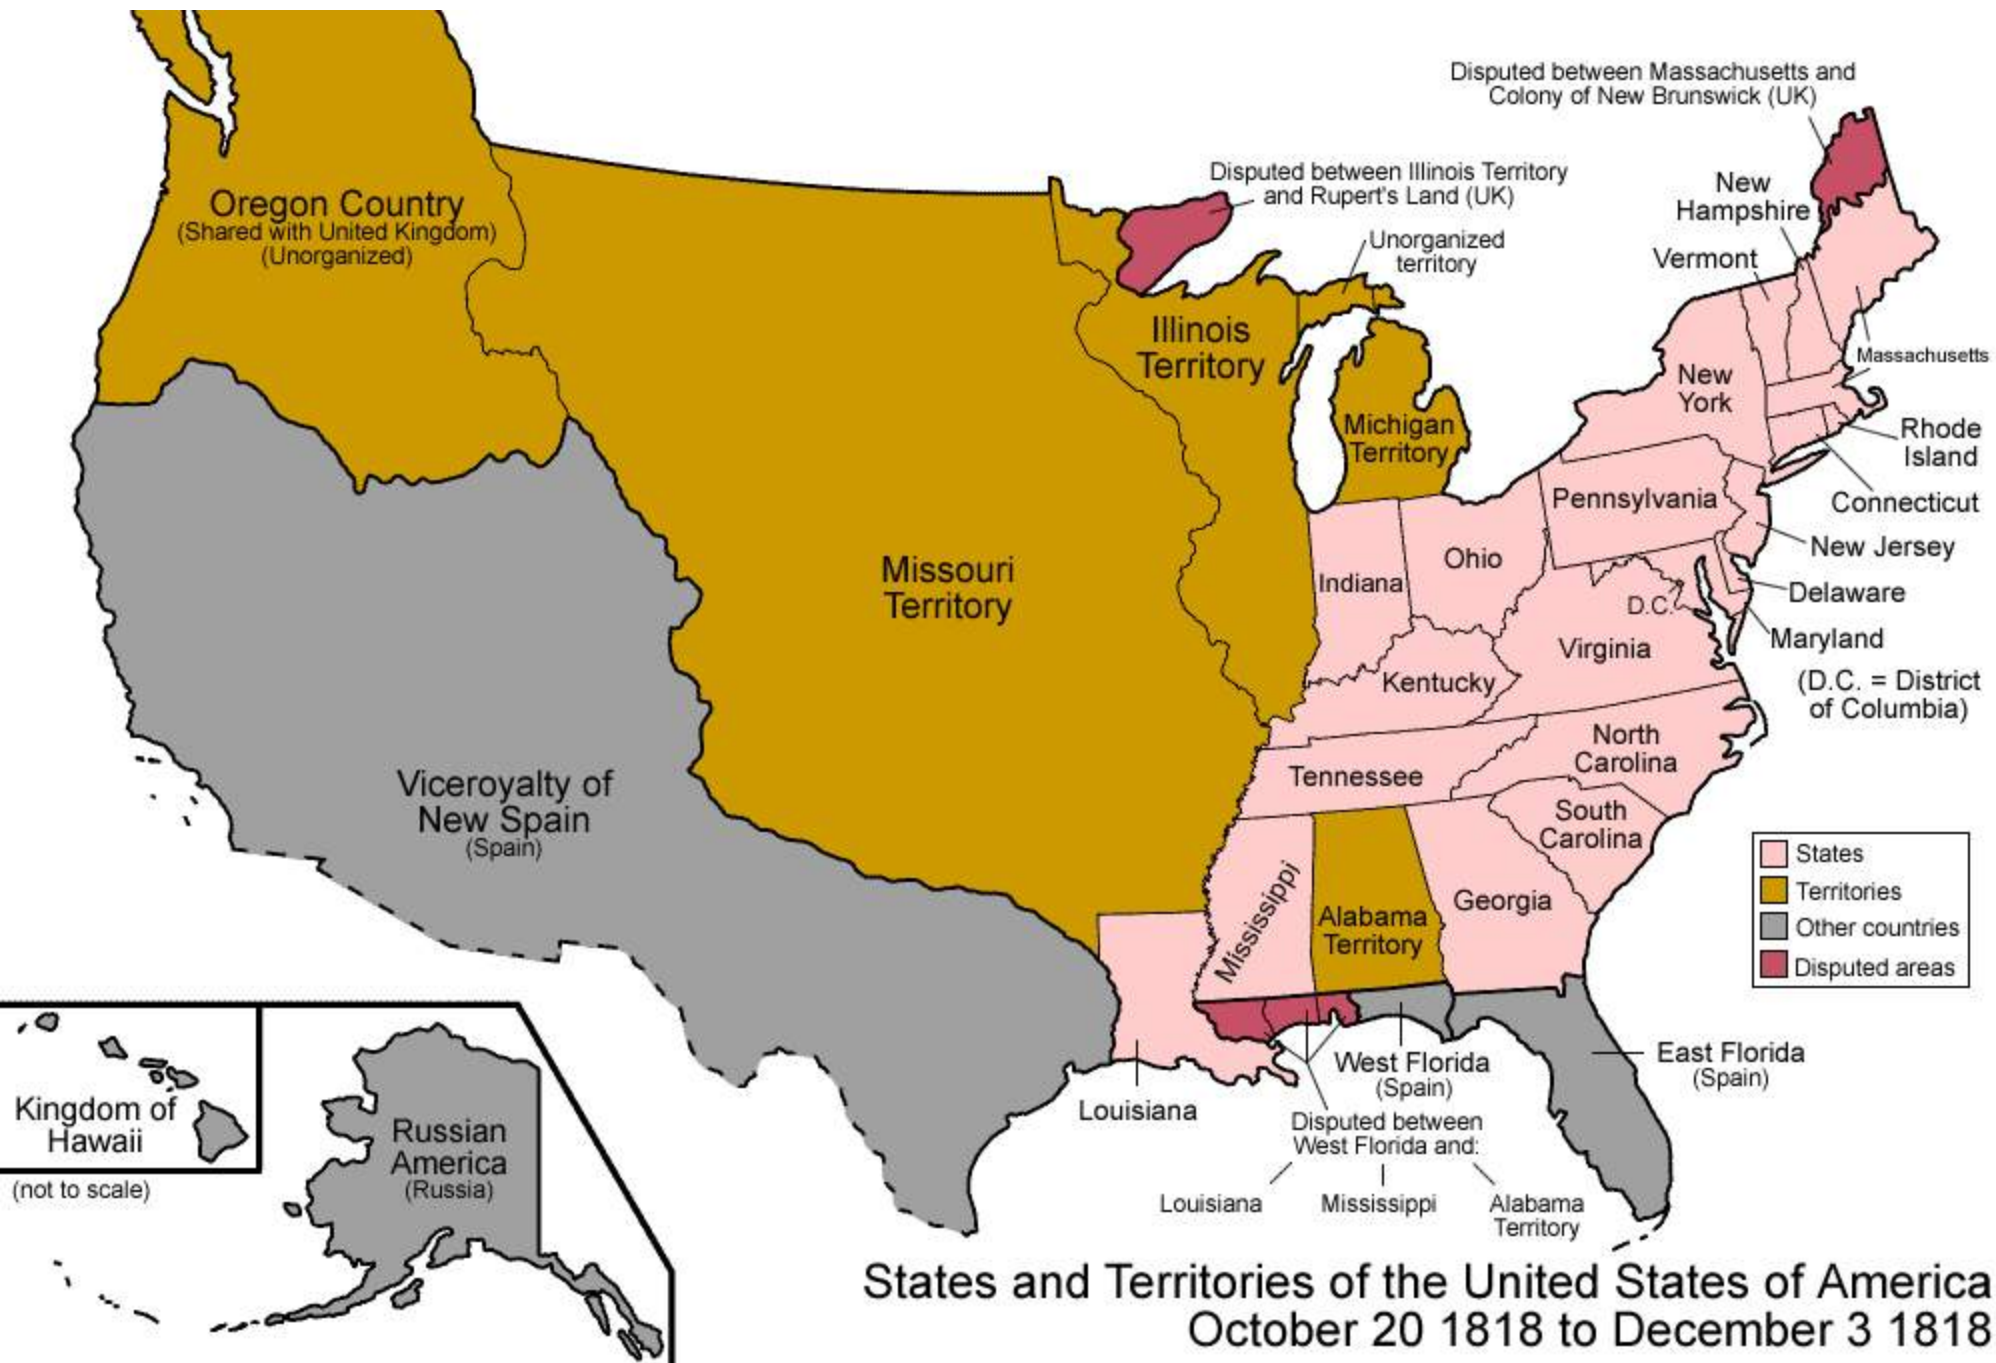 Disputed between Massachusetts and
Colony of New Brunswick (UK)
Disputed between Illinois Territory
and Rupert's Land (UK)
New
Hampshire
Oregon Country
(Shared with United Kingdom)
(Unorganized)
Unorganized
territory
Vermont
Illinois
Territory
Massachusetts
New
York
Michigan
Territory
Rhode
Island
Pennsylvania
Connecticut
New Jersey
Ohio
Missouri
Territory
Indiana
Delaware
D.C.
Maryland
Virginia
Kentucky
(D.C. = District
of Columbia)
North
Carolina
Tennessee
Viceroyalty of
New Spain
(Spain)
South
Carolina
States
Territories
Other countries
Disputed areas
Mississippi
Alabama
Territory
Georgia
East Florida
(Spain)
West Florida
(Spain)
Louisiana
Disputed between
West Florida and:
Louisiana
Mississippi
Alabama
Territory
Kingdom of
Hawaii
(not to scale)
Russian
America
(Russia)
States and Territories of the United States of America
October 20 1818 to December 3 1818